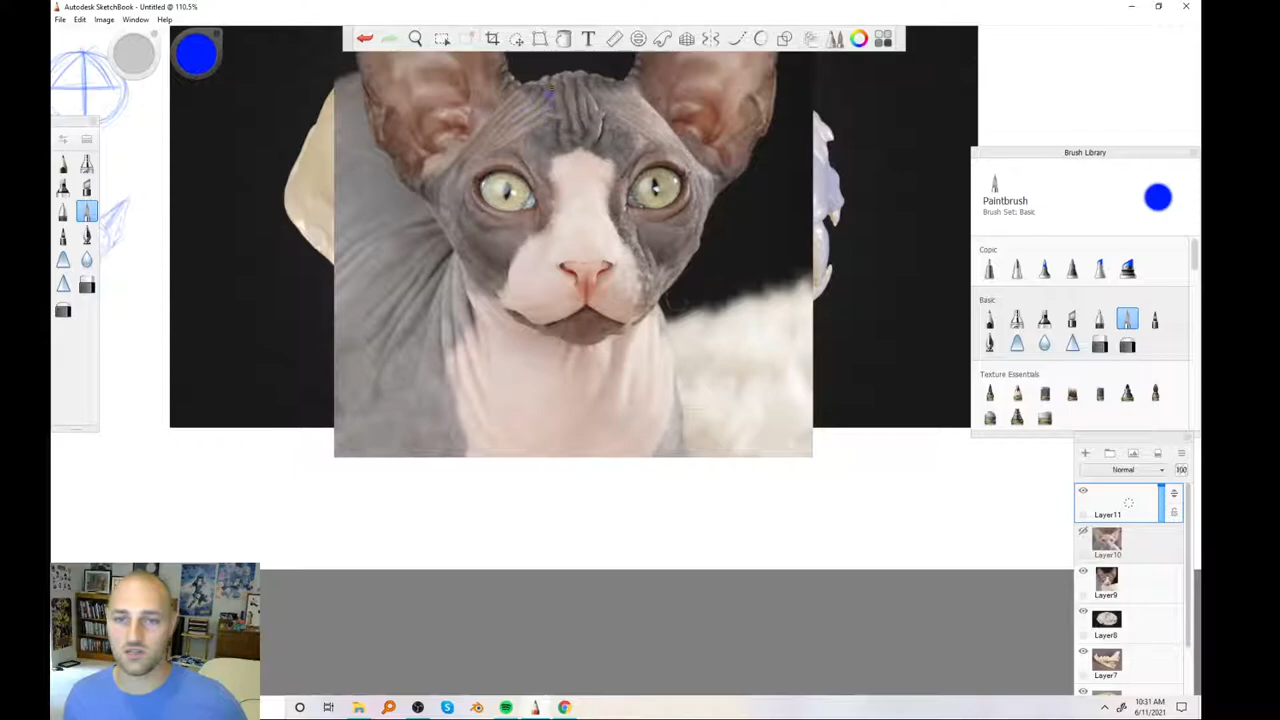 Autodesk SketchBook - Untitled @ 110.5%
File Edit Image Window Help
Brush Library
Paintbrush
Brush Set: Basic
Copic
Basic
Texture Essentials
Normal
100
Layer11
Layer10
Layer9
Layer8
Layer7
10:31 AM
6/11/2021